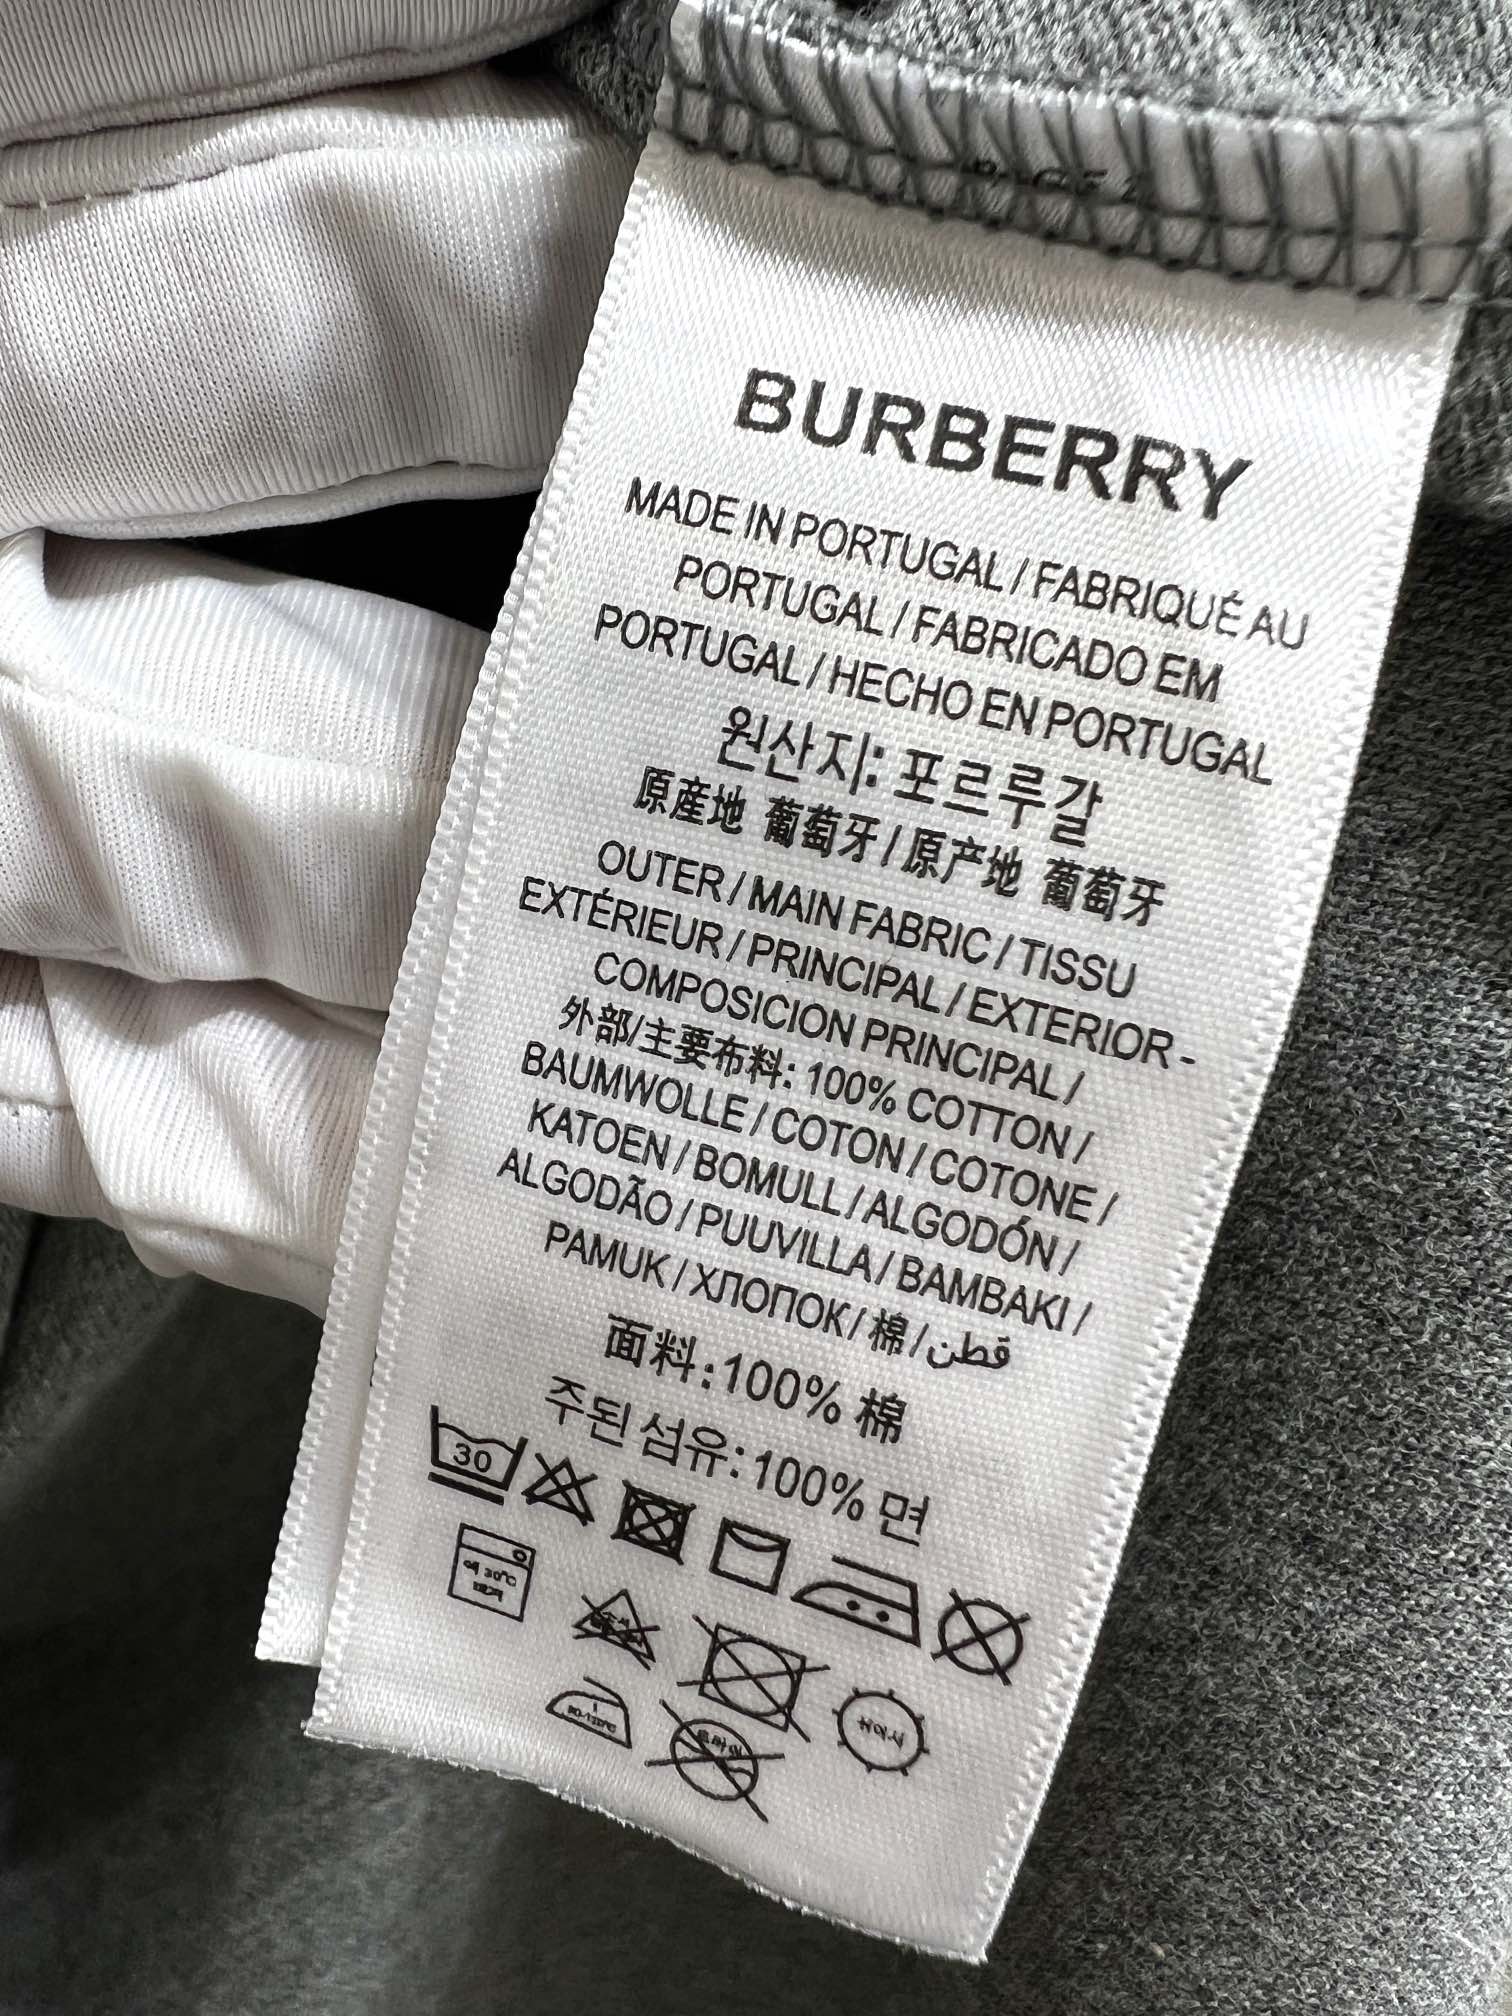 BURBERRY
MADE IN PORTUGAL / FABRIQUÉ AU
PORTUGAL / FABRICADO EM
PORTUGAL / HECHO EN PORTUGAL
원산지: 포르투갈
原産地 葡萄牙 / 原产地 葡萄牙
OUTER / MAIN FABRIC / TISSU
EXTÉRIEUR / PRINCIPAL / EXTERIOR -
COMPOSICION PRINCIPAL /
外部/主要布料: 100% COTTON /
BAUMWOLLE / COTON / COTONE /
KATOEN / BOMULL / ALGODÓN /
ALGODÃO / PUUVILLA / BAMBAKI /
PAMUK / ХЛОПОК / 棉 / قطن
面料: 100% 棉
주된 섬유: 100% 면
30
30℃